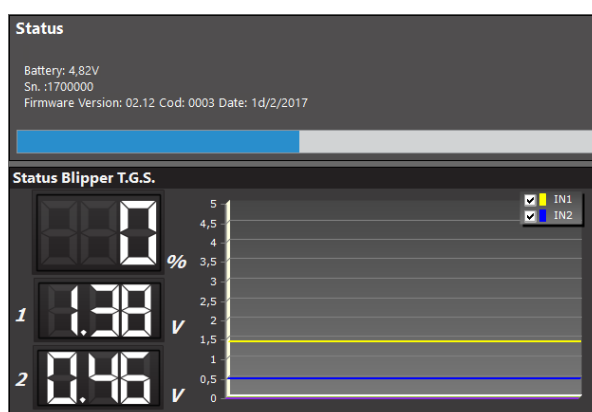 Status
Battery: 4,82V
Sn. :1700000
Firmware Version: 02.12 Cod: 0003 Date: 1d/2/2017
Status Blipper T.G.S.
0 %
1 1.38 V
2 0.46 V
5
4,5
4
3,5
3
2,5
2
1,5
1
0,5
0
IN1
IN2